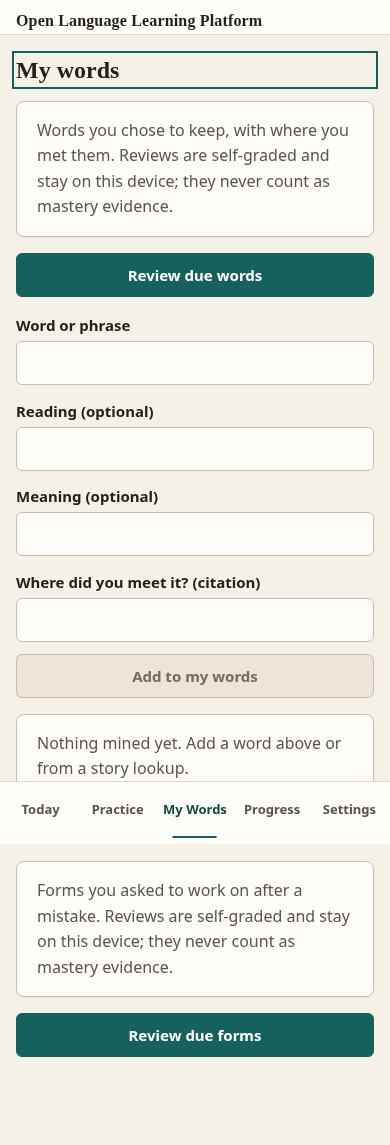 Open Language Learning Platform
My words
Words you chose to keep, with where you
met them. Reviews are self-graded and
stay on this device; they never count as
mastery evidence.
Review due words
Word or phrase
Reading (optional)
Meaning (optional)
Where did you meet it? (citation)
Add to my words
Nothing mined yet. Add a word above or
from a story lookup.
Today Practice My Words Progress Settings
Forms you asked to work on after a
mistake. Reviews are self-graded and stay
on this device; they never count as
mastery evidence.
Review due forms